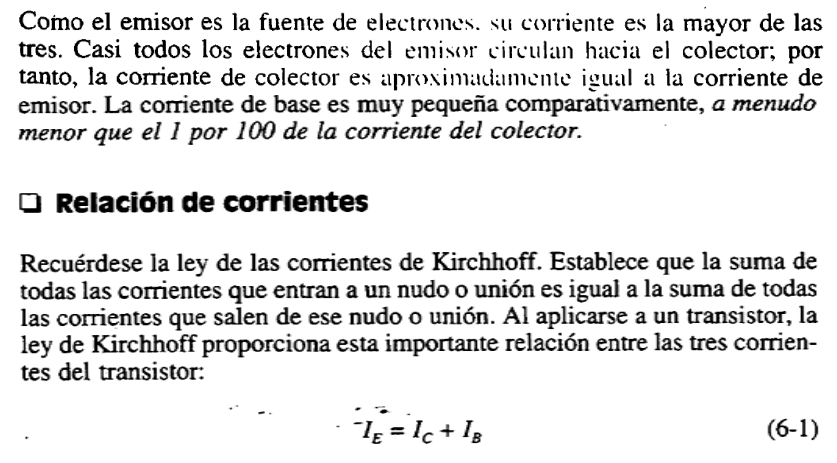 Como el emisor es la fuente de electrones, su corriente es la mayor de las
tres. Casi todos los electrones del emisor circulan hacia el colector; por
tanto, la corriente de colector es aproximadamente igual a la corriente de
emisor. La corriente de base es muy pequeña comparativamente, a menudo
menor que el 1 por 100 de la corriente del colector.
❑ Relación de corrientes
Recuérdese la ley de las corrientes de Kirchhoff. Establece que la suma de
todas las corrientes que entran a un nudo o unión es igual a la suma de todas
las corrientes que salen de ese nudo o unión. Al aplicarse a un transistor, la
ley de Kirchhoff proporciona esta importante relación entre las tres corrien-
tes del transistor:
I_E = I_C + I_B (6-1)